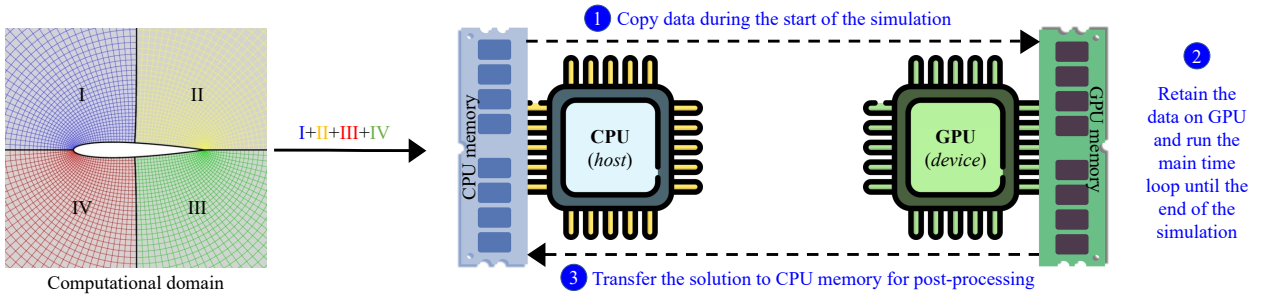 1 Copy data during the start of the simulation
I
II
IV
III
Computational domain
I+II+III+IV
CPU memory
CPU
(host)
GPU
(device)
GPU memory
2
Retain the
data on GPU
and run the
main time
loop until the
end of the
simulation
3 Transfer the solution to CPU memory for post-processing